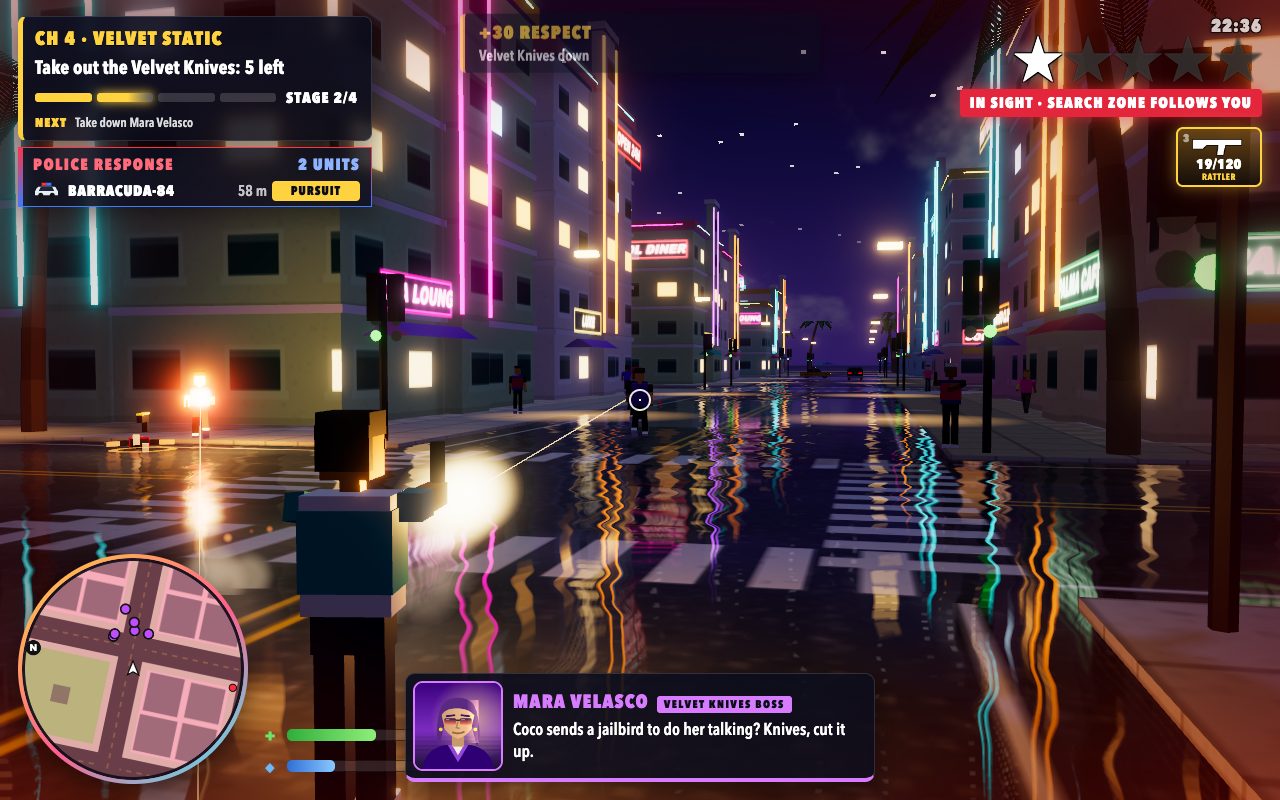 CH 4 · VELVET STATIC
Take out the Velvet Knives: 5 left
STAGE 2/4
NEXT Take down Mara Velasco
POLICE RESPONSE
2 UNITS
BARRACUDA-84
58 m
PURSUIT
+30 RESPECT
Velvet Knives down
22:36
IN SIGHT · SEARCH ZONE FOLLOWS YOU
3
19/120
RATTLER
DINER
LOUNG
N
MARA VELASCO
VELVET KNIVES BOSS
Coco sends a jailbird to do her talking? Knives, cut it
up.